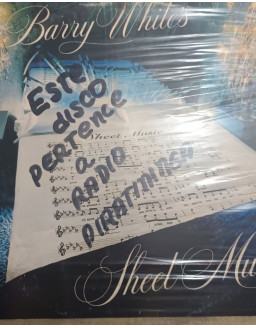 Barry White's
Este
disco
PERTENCE
a
Sheet Music
RADIO
PIRATININGA
Sheet Mu